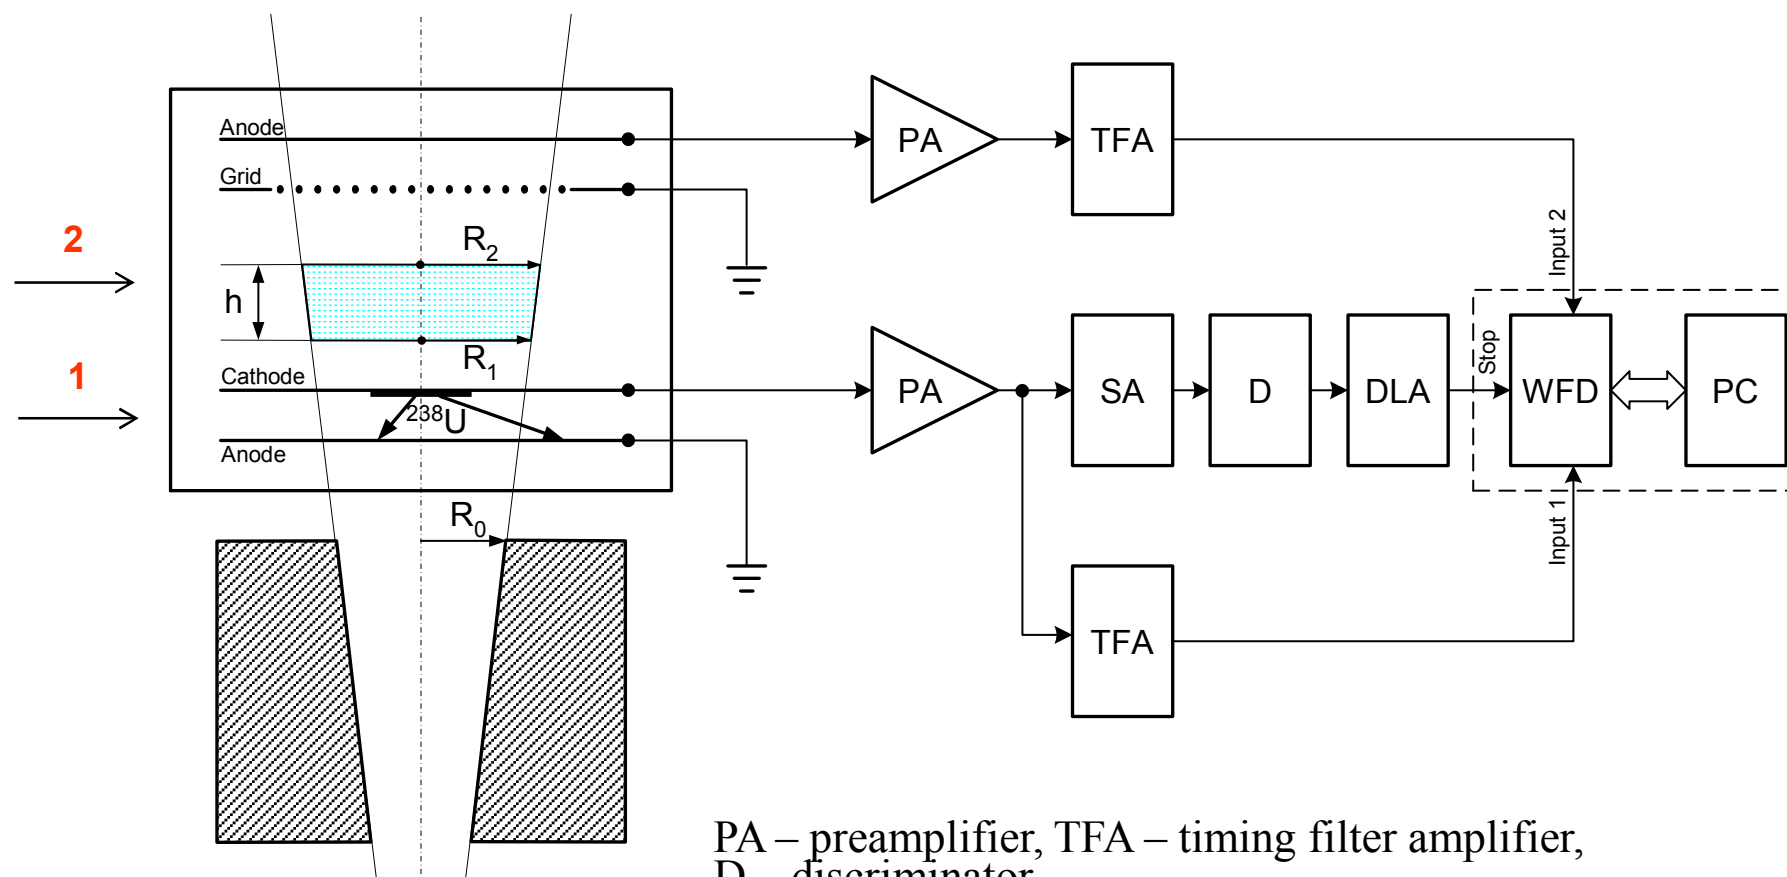 Anode
PA
TFA
Grid
2
R2
Input 2
h
R1
Stop
1
Cathode
238U
PA
SA
D
DLA
WFD
PC
Anode
R0
Input 1
TFA
PA – preamplifier, TFA – timing filter amplifier,
D – discriminator